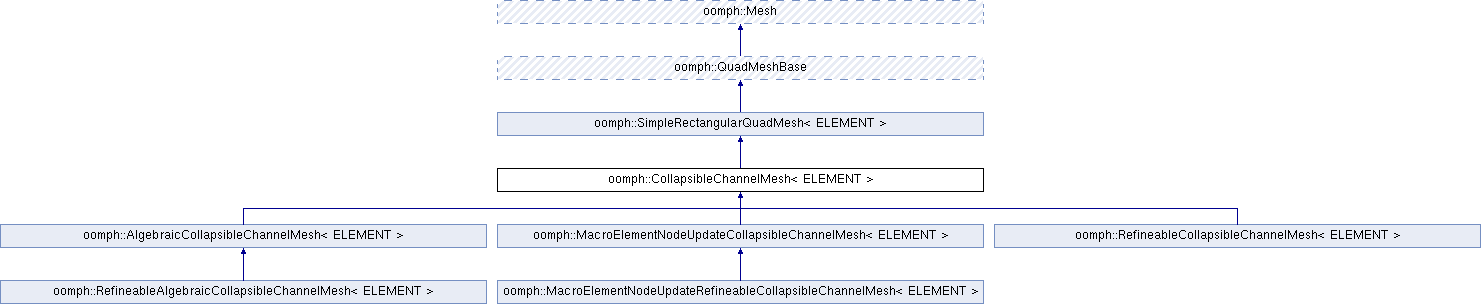 oomph::Mesh
oomph::QuadMeshBase
oomph::SimpleRectangularQuadMesh< ELEMENT >
oomph::CollapsibleChannelMesh< ELEMENT >
oomph::AlgebraicCollapsibleChannelMesh< ELEMENT >
oomph::MacroElementNodeUpdateCollapsibleChannelMesh< ELEMENT >
oomph::RefineableCollapsibleChannelMesh< ELEMENT >
oomph::RefineableAlgebraicCollapsibleChannelMesh< ELEMENT >
oomph::MacroElementNodeUpdateRefineableCollapsibleChannelMesh< ELEMENT >